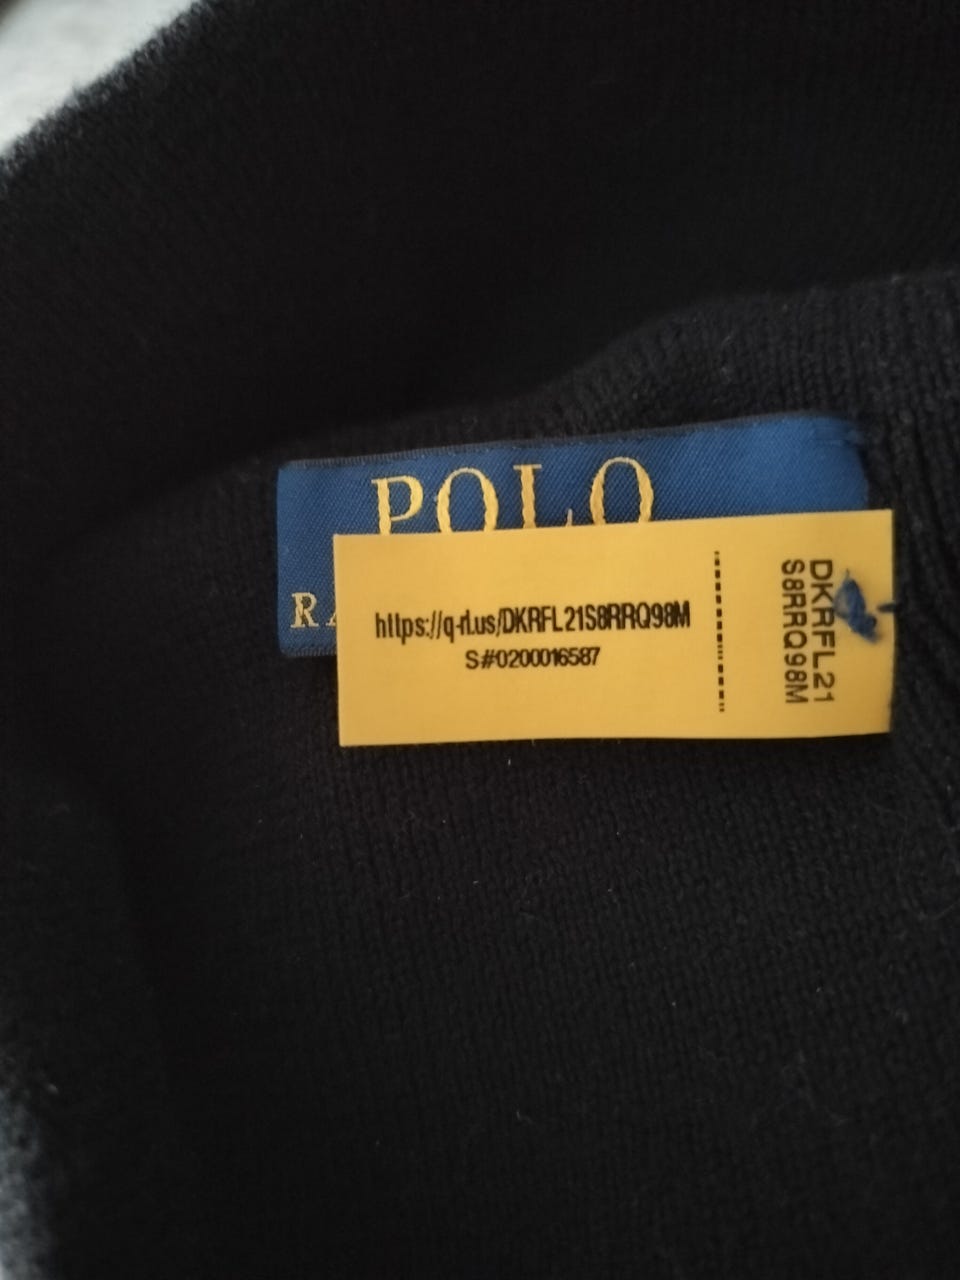 POLO
RA
https://q-rl.us/DKRFL21S8RRQ98M
S#0200016587
DKRFL21
S8RRQ98M